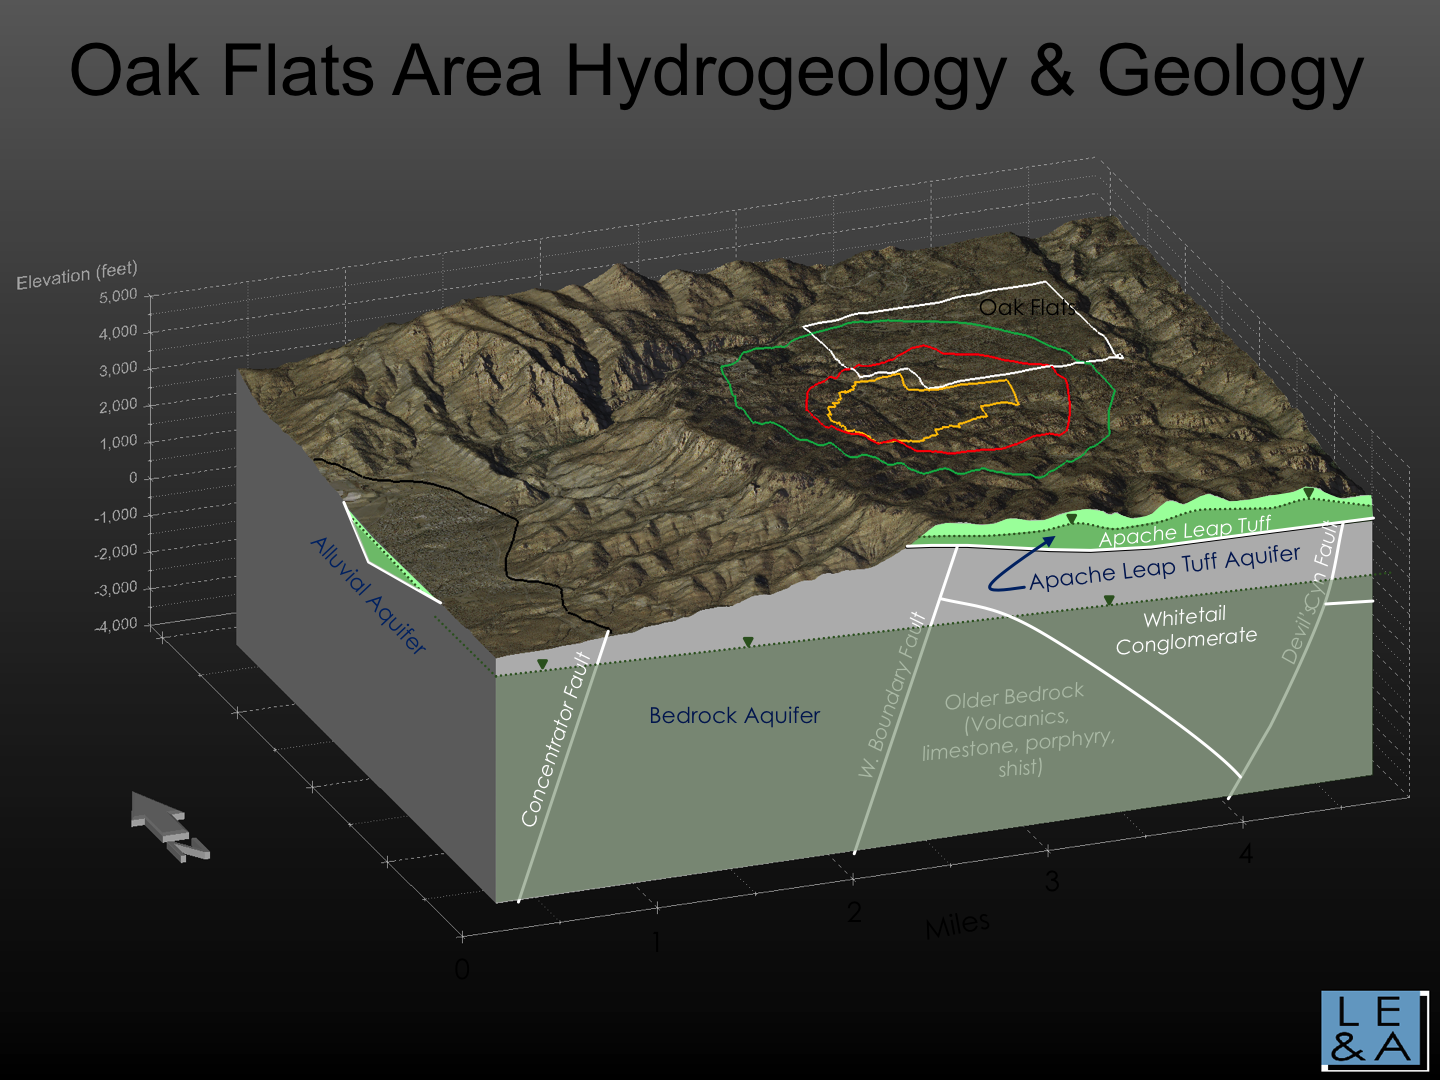 Oak Flats Area Hydrogeology & Geology
Elevation (feet)
5,000
4,000
3,000
2,000
1,000
0
-1,000
-2,000
-3,000
-4,000
Oak Flats
Alluvial Aquifer
Apache Leap Tuff
Apache Leap Tuff Aquifer
Whitetail
Conglomerate
Devil's Cyn Fault
W. Boundary Fault
Concentrator Fault
Bedrock Aquifer
Older Bedrock
(Volcanics,
limestone, porphyry,
shist)
0
1
2
3
4
Miles
N
L E
& A